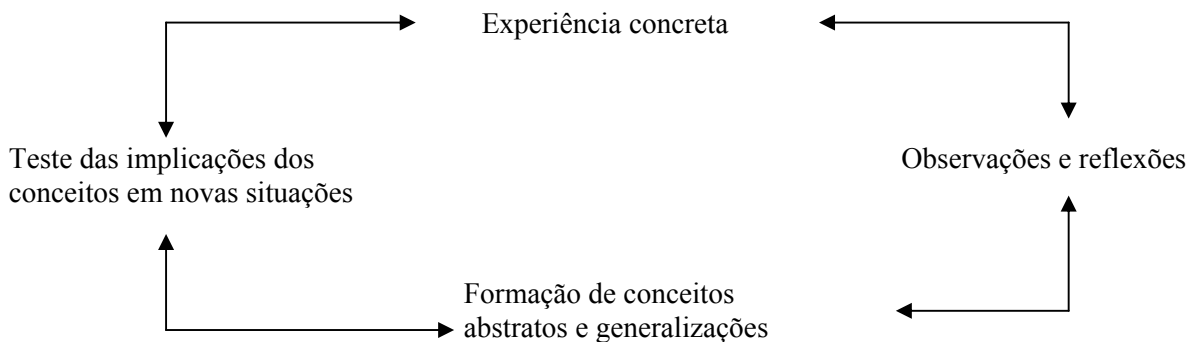 Experiência concreta
Teste das implicações dos
conceitos em novas situações
Observações e reflexões
Formação de conceitos
abstratos e generalizações